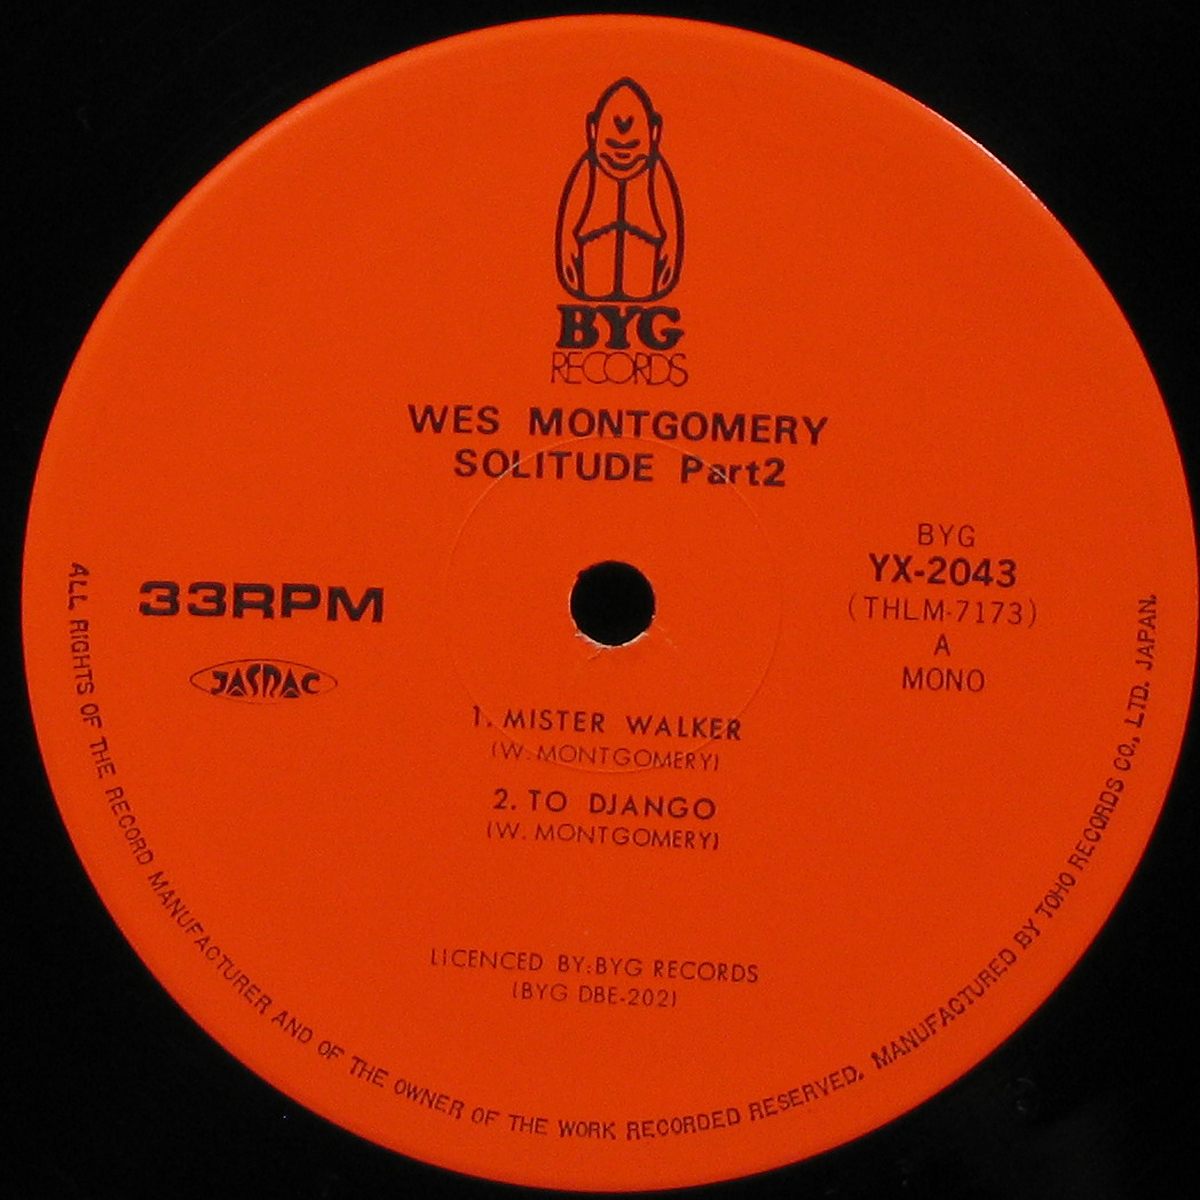 BYG
RECORDS
WES MONTGOMERY
SOLITUDE Part2
BYG
YX-2043
(THLM-7173)
A
MONO
33RPM
JASRAC
1. MISTER WALKER
(W. MONTGOMERY)
2. TO DJANGO
(W. MONTGOMERY)
LICENCED BY:BYG RECORDS
(BYG DBE-202)
ALL RIGHTS OF THE RECORD MANUFACTURER AND OF THE OWNER OF THE WORK RECORDED RESERVED. MANUFACTURED BY TOHO RECORDS CO., LTD. JAPAN.